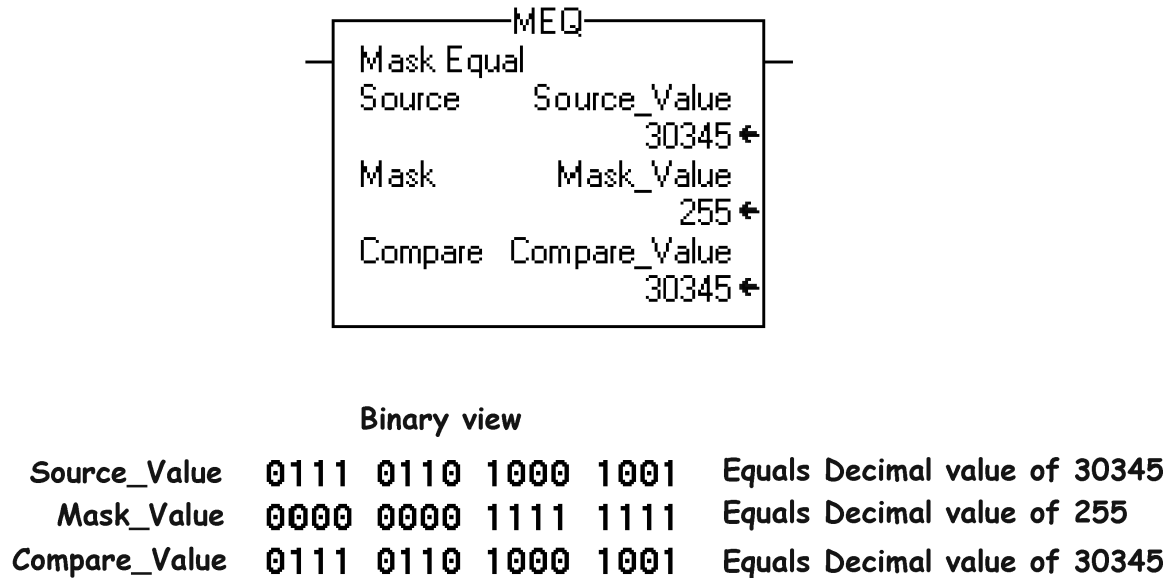 MEQ
Mask Equal
Source Source_Value
30345
Mask Mask_Value
255
Compare Compare_Value
30345
Binary view
Source_Value 0111 0110 1000 1001 Equals Decimal value of 30345
Mask_Value 0000 0000 1111 1111 Equals Decimal value of 255
Compare_Value 0111 0110 1000 1001 Equals Decimal value of 30345